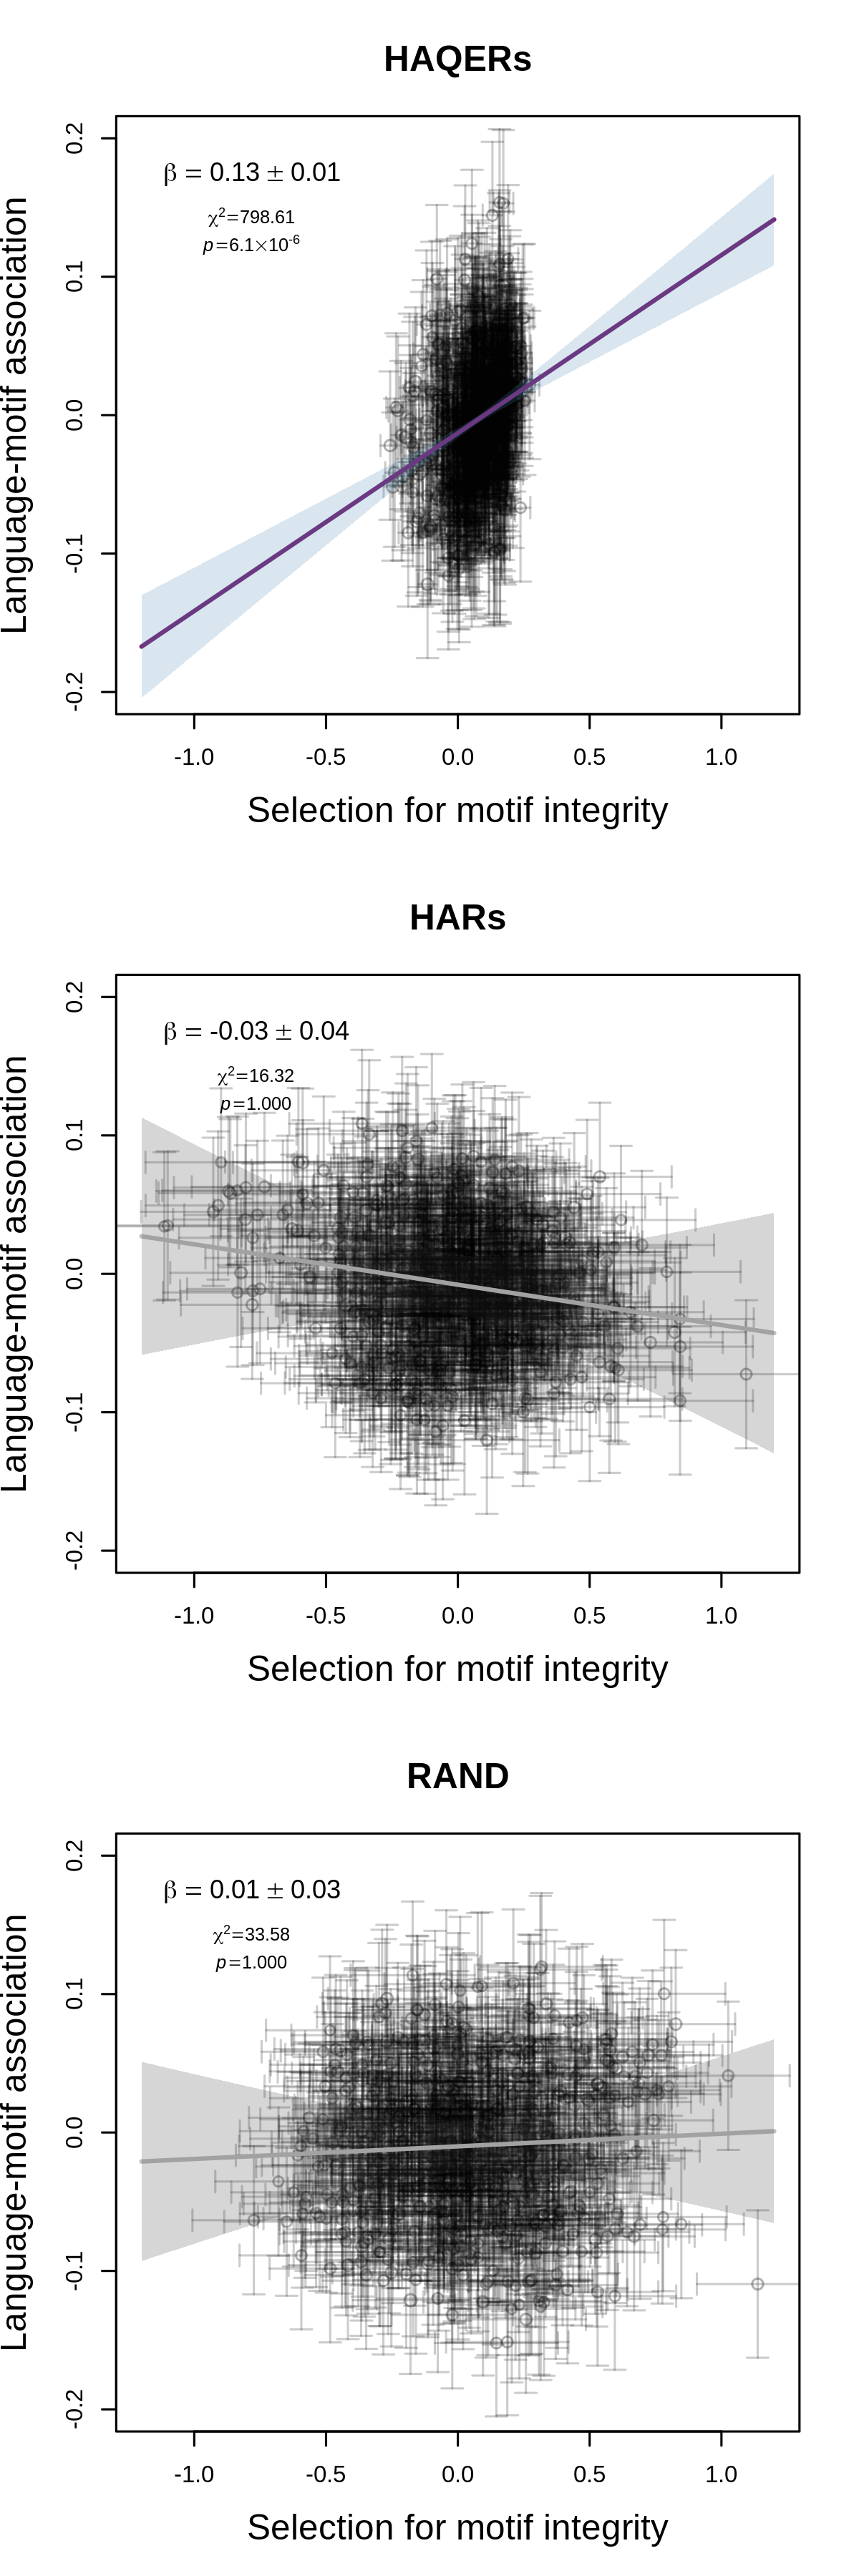 HAQERs
β = 0.13 ± 0.01
χ²=798.61
p=6.1×10⁻⁶
Language-motif association
0.2
0.1
0.0
-0.1
-0.2
-1.0 -0.5 0.0 0.5 1.0
Selection for motif integrity
HARs
β = -0.03 ± 0.04
χ²=16.32
p=1.000
Language-motif association
0.2
0.1
0.0
-0.1
-0.2
-1.0 -0.5 0.0 0.5 1.0
Selection for motif integrity
RAND
β = 0.01 ± 0.03
χ²=33.58
p=1.000
Language-motif association
0.2
0.1
0.0
-0.1
-0.2
-1.0 -0.5 0.0 0.5 1.0
Selection for motif integrity